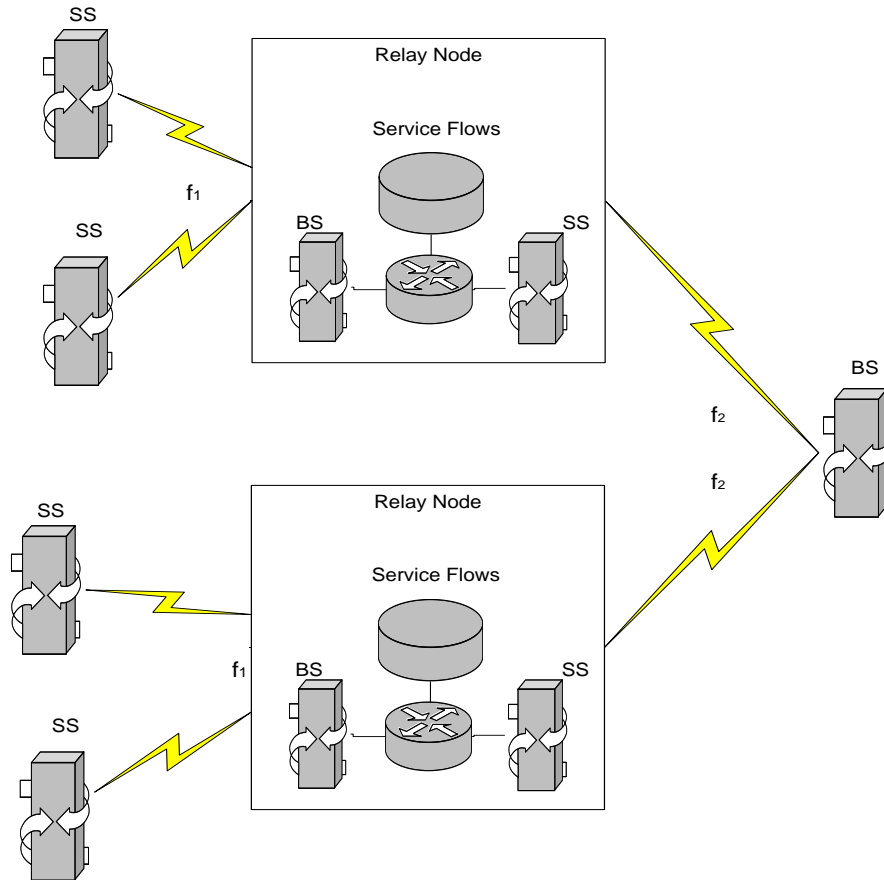 SS
Relay Node
Service Flows
f1
SS
BS
SS
BS
f2
f2
Relay Node
SS
Service Flows
f1
BS
SS
SS